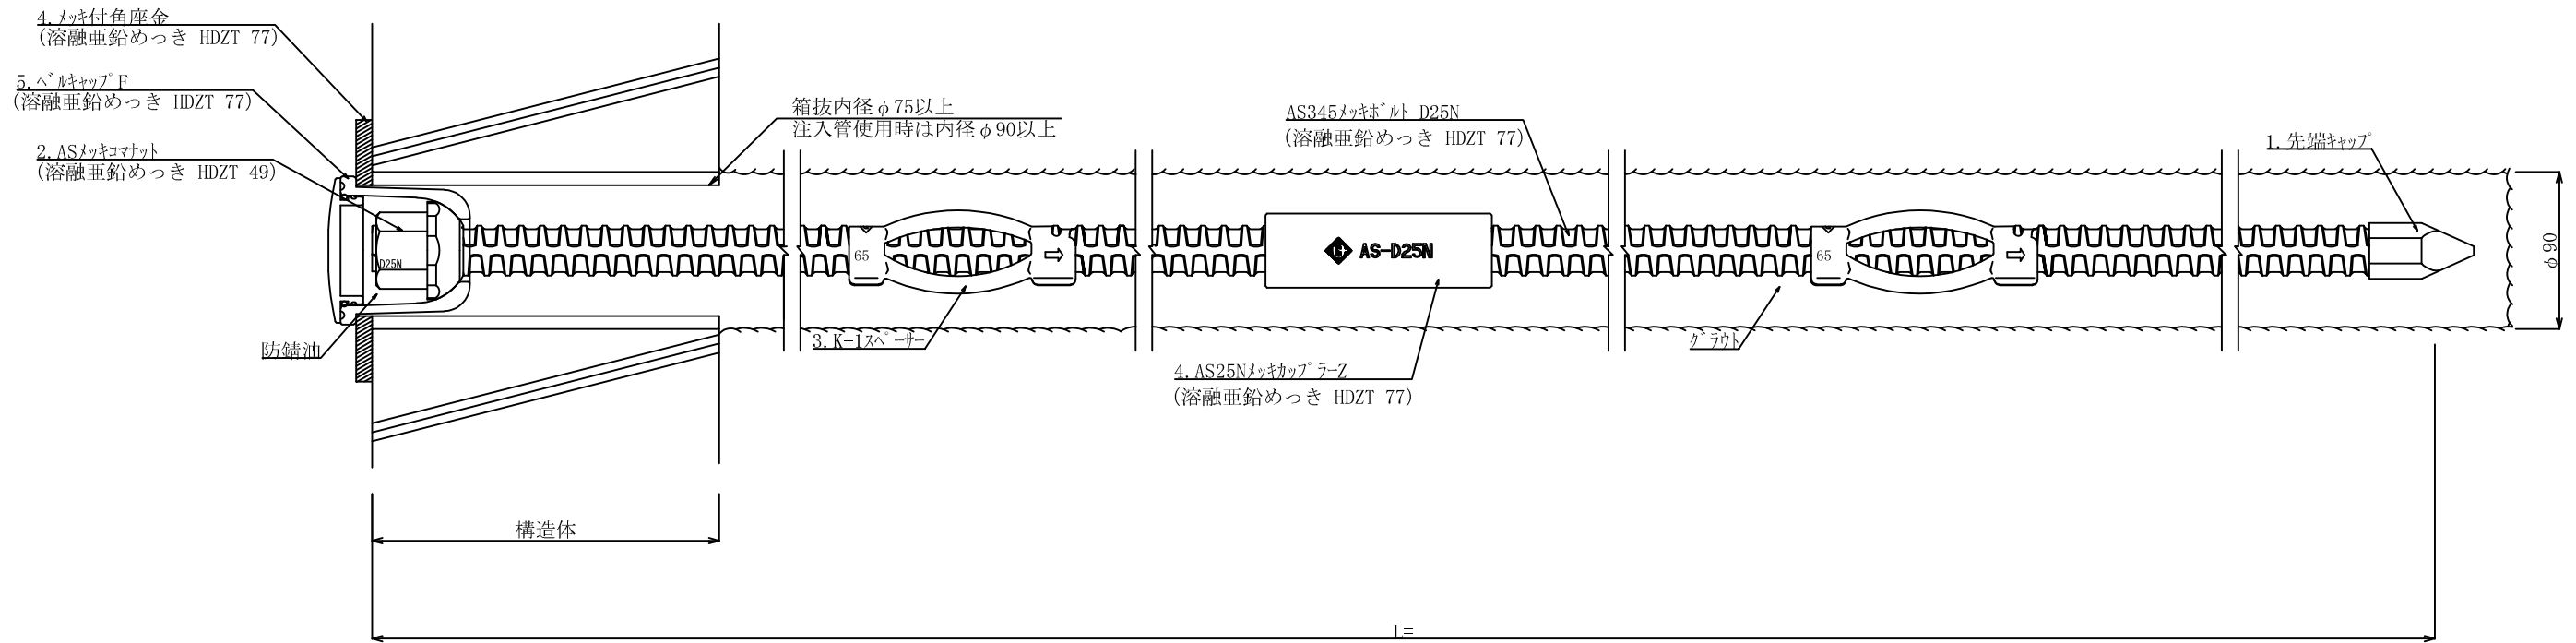 4. メッキ付角座金
(溶融亜鉛めっき HDZT 77)
5. ベルキャップF
(溶融亜鉛めっき HDZT 77)
2. ASメッキコマナット
(溶融亜鉛めっき HDZT 49)
箱抜内径φ75以上
注入管使用時は内径φ90以上
AS345メッキボルト D25N
(溶融亜鉛めっき HDZT 77)
1. 先端キャップ
D25N
65
AS-D25N
65
φ90
防錆油
3. K-1スペーサー
4. AS25NメッキカップラーZ
(溶融亜鉛めっき HDZT 77)
グラウト
構造体
L=